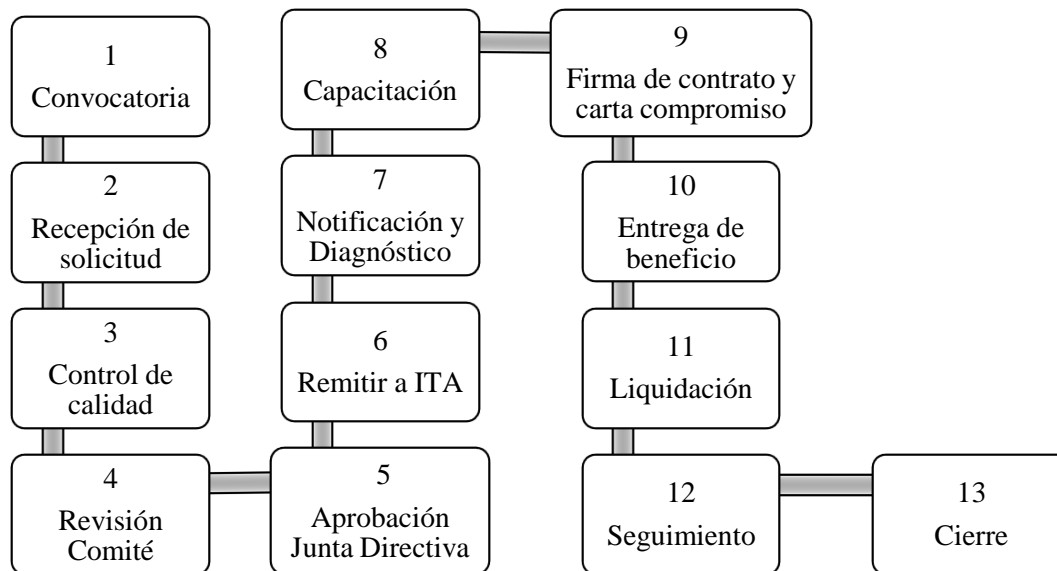 1
Convocatoria
2
Recepción de
solicitud
3
Control de
calidad
4
Revisión
Comité
5
Aprobación
Junta Directiva
6
Remitir a ITA
7
Notificación y
Diagnóstico
8
Capacitación
9
Firma de contrato y
carta compromiso
10
Entrega de
beneficio
11
Liquidación
12
Seguimiento
13
Cierre